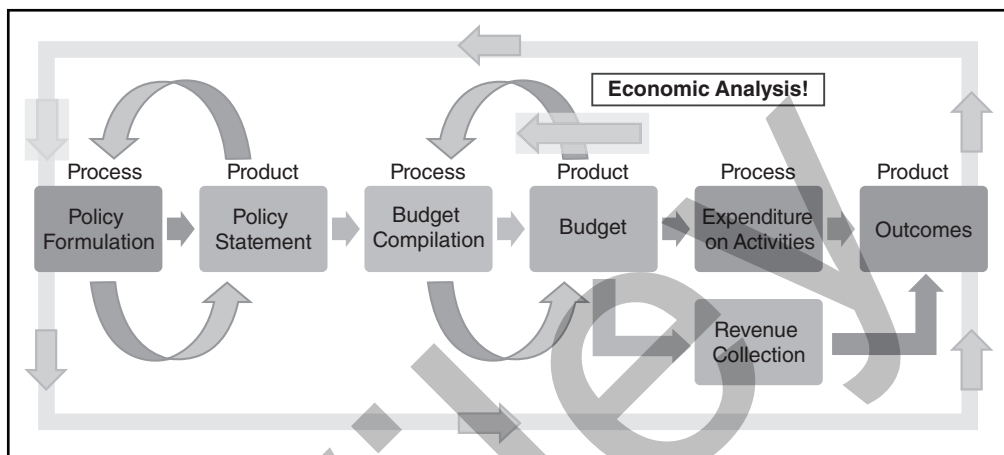 Economic Analysis!
Process
Product
Process
Product
Process
Product
Policy
Formulation
Policy
Statement
Budget
Compilation
Budget
Expenditure
on Activities
Outcomes
Revenue
Collection